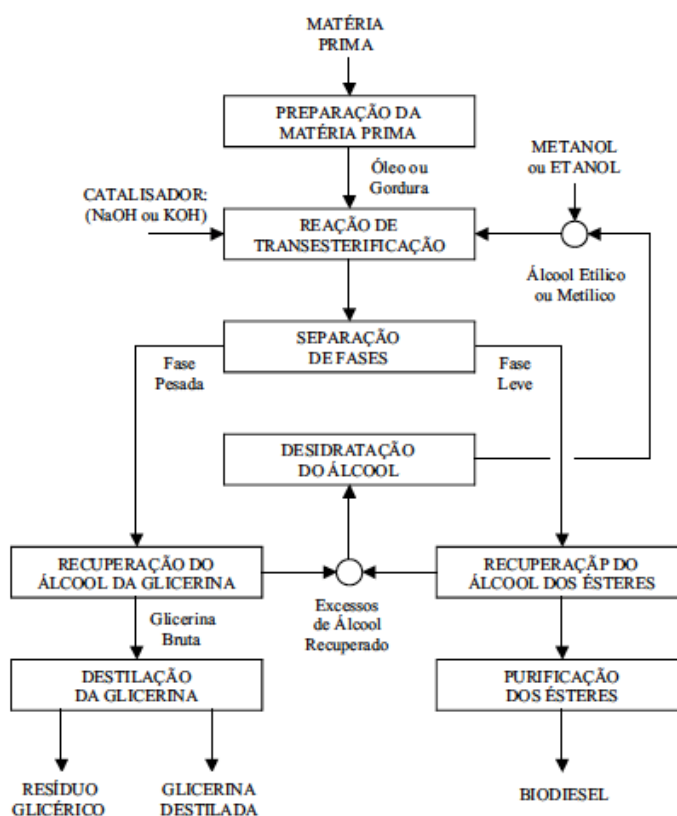 MATÉRIA
PRIMA
PREPARAÇÃO DA
MATÉRIA PRIMA
METANOL
ou ETANOL
Óleo ou
Gordura
CATALISADOR:
(NaOH ou KOH)
REAÇÃO DE
TRANSESTERIFICAÇÃO
Álcool Etílico
ou Metílico
SEPARAÇÃO
DE FASES
Fase
Pesada
Fase
Leve
DESIDRATAÇÃO
DO ÁLCOOL
RECUPERAÇÃO DO
ÁLCOOL DA GLICERINA
RECUPERAÇÃP DO
ÁLCOOL DOS ÉSTERES
Excessos
de Álcool
Recuperado
Glicerina
Bruta
DESTILAÇÃO
DA GLICERINA
PURIFICAÇÃO
DOS ÉSTERES
RESÍDUO
GLICÉRICO
GLICERINA
DESTILADA
BIODIESEL